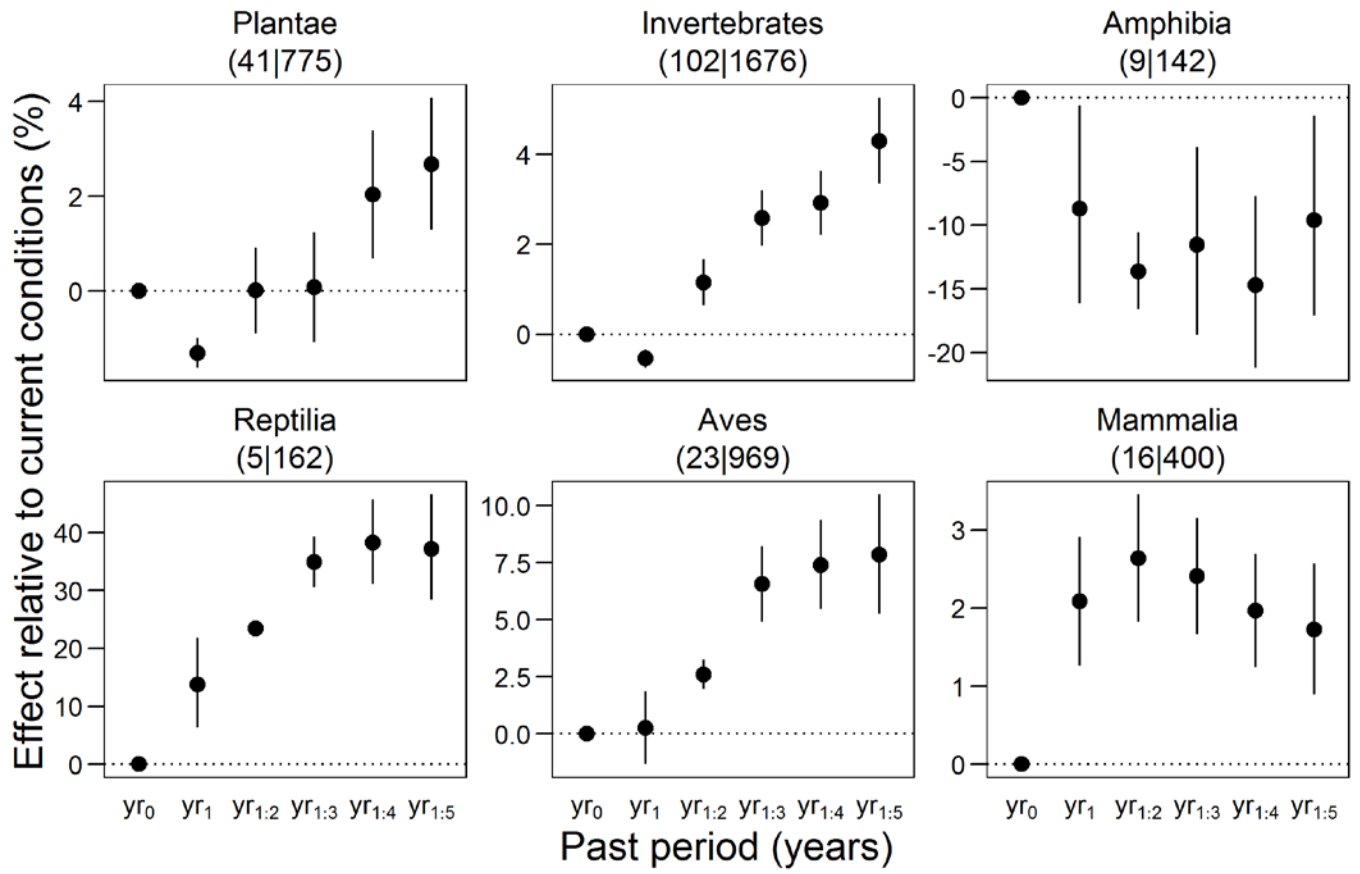 Effect relative to current conditions (%)
Plantae
(41|775)
4
2
0
Invertebrates
(102|1676)
4
2
0
Amphibia
(9|142)
0
-5
-10
-15
-20
Reptilia
(5|162)
40
30
20
10
0
Aves
(23|969)
10.0
7.5
5.0
2.5
0.0
Mammalia
(16|400)
3
2
1
0
yr₀ yr₁ yr₁:₂ yr₁:₃ yr₁:₄ yr₁:₅
yr₀ yr₁ yr₁:₂ yr₁:₃ yr₁:₄ yr₁:₅
yr₀ yr₁ yr₁:₂ yr₁:₃ yr₁:₄ yr₁:₅
Past period (years)